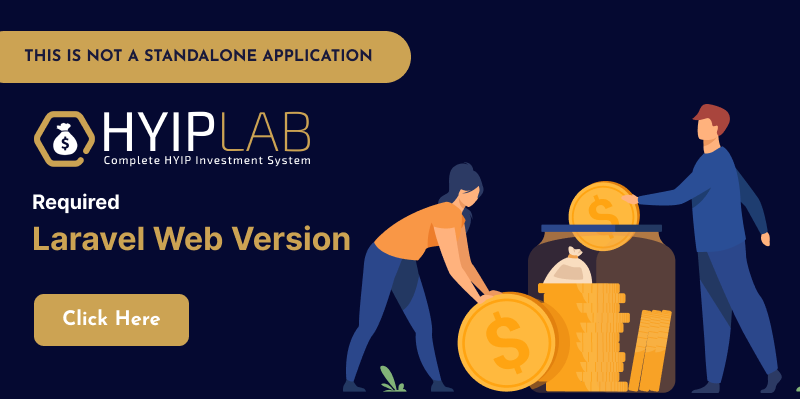 THIS IS NOT A STANDALONE APPLICATION
HYIPLAB
Complete HYIP Investment System
Required
Laravel Web Version
Click Here